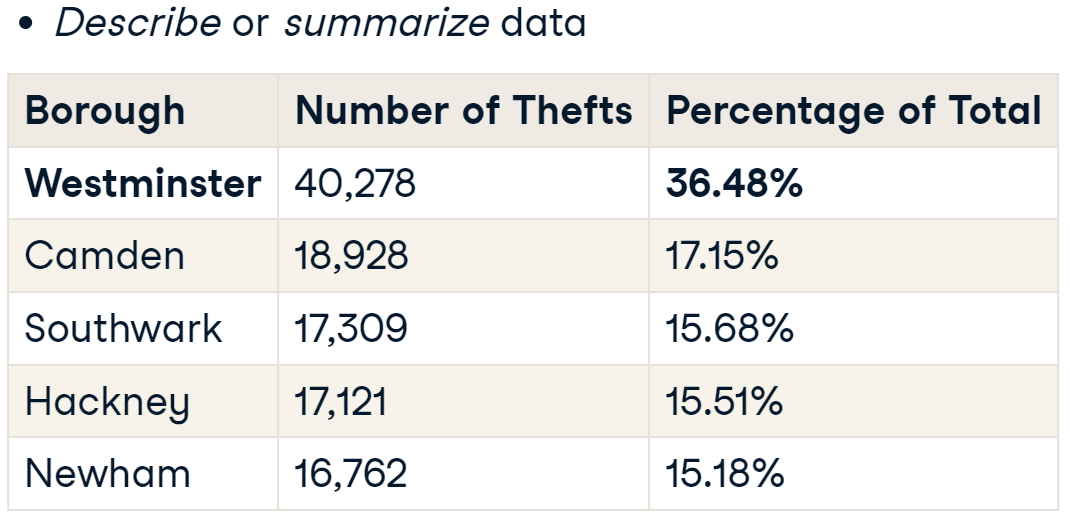 • Describe or summarize data
Borough Number of Thefts Percentage of Total
Westminster 40,278 36.48%
Camden 18,928 17.15%
Southwark 17,309 15.68%
Hackney 17,121 15.51%
Newham 16,762 15.18%